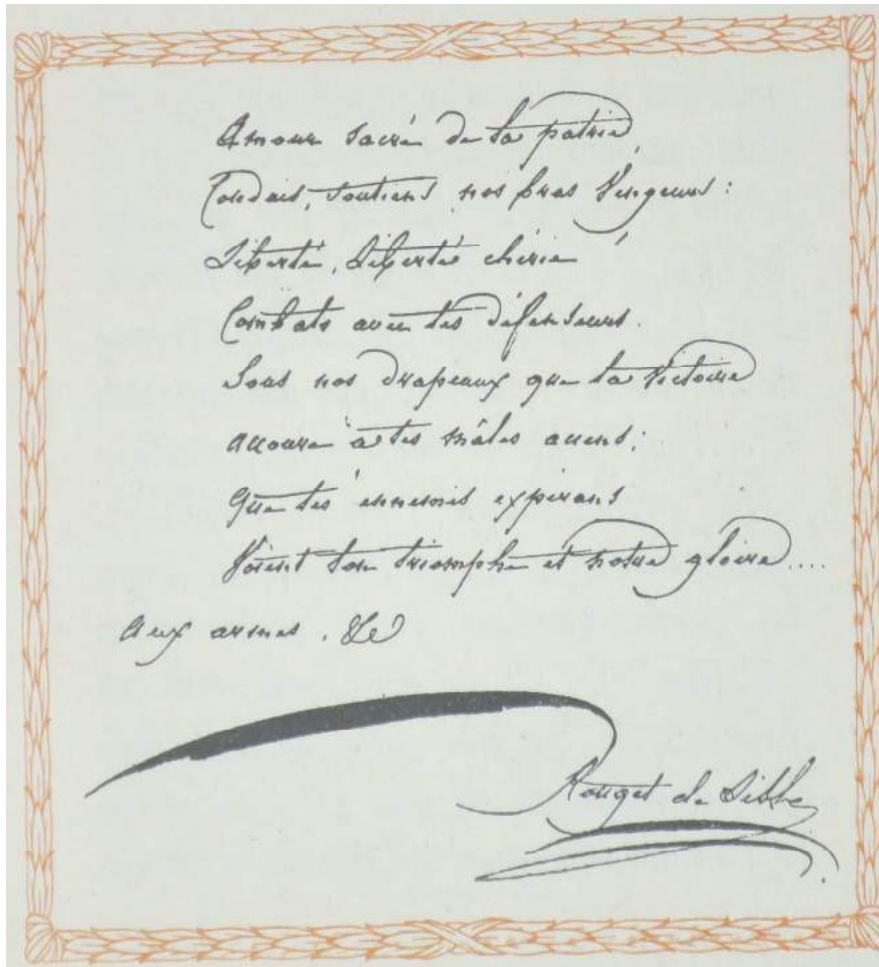 Amour sacré de la patrie,
Conduis, soutiens nos bras Vengeurs:
Liberté, Liberté chérie!
Combats avec tes défenseurs.
Sous nos drapeaux que la Victoire
accoure à tes mâles accens;
Que tes ennemis expirans
Voient ton triomphe et notre gloire....
Aux armes. &c
Rouget de Lisle